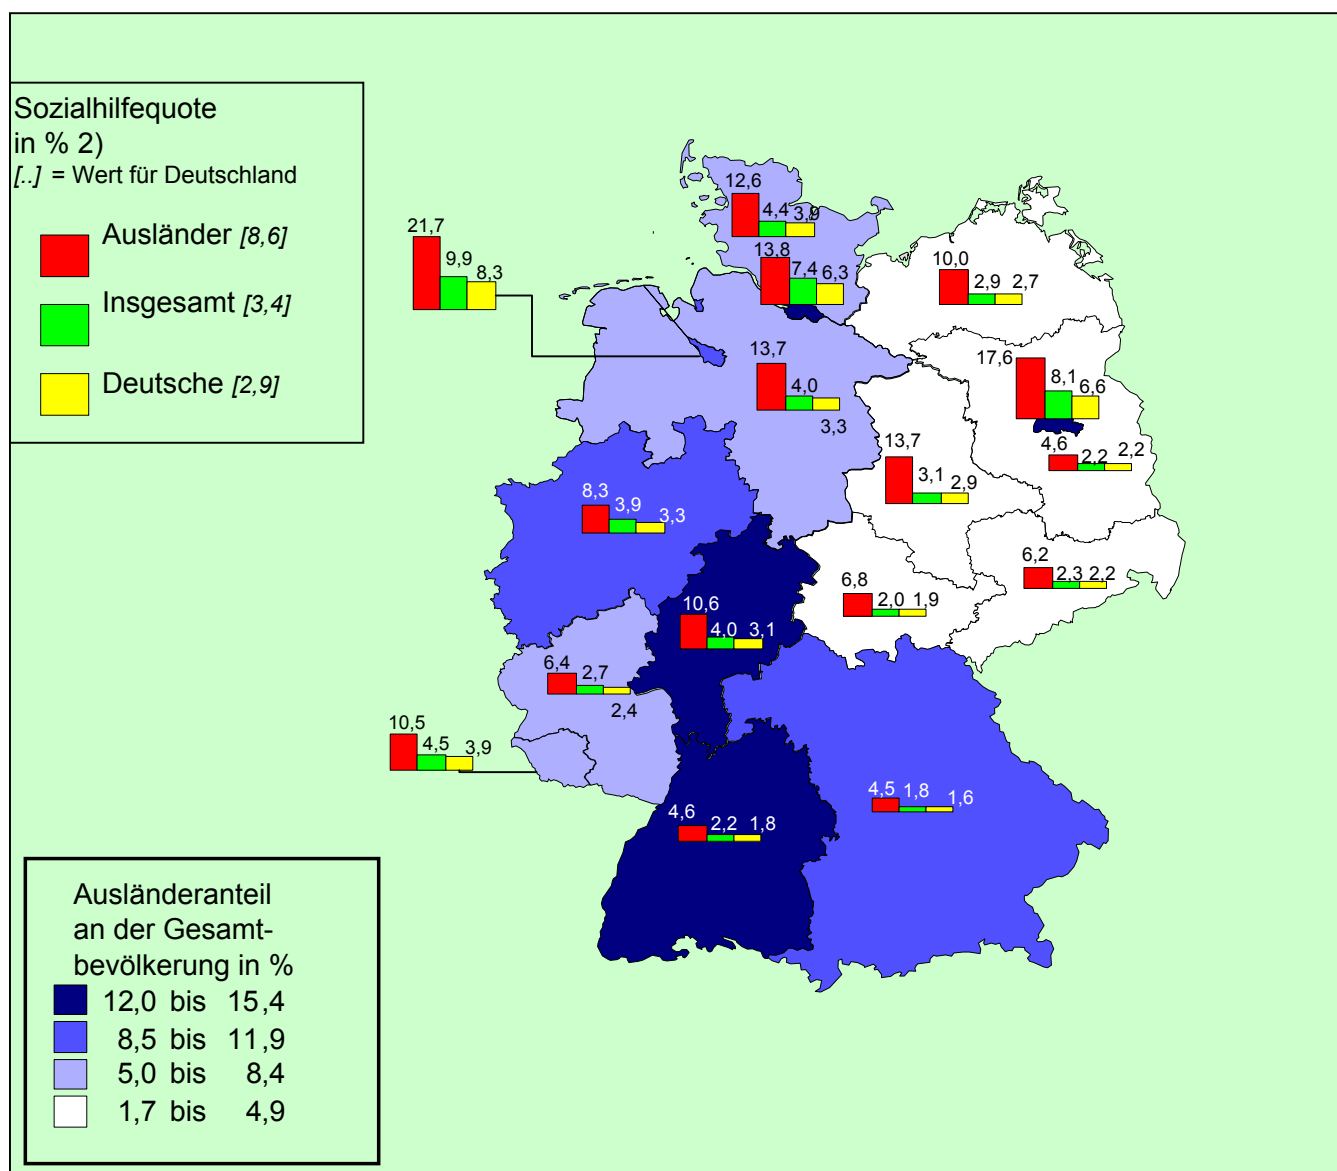 Sozialhilfequote
in % 2)
[..] = Wert für Deutschland
Ausländer [8,6]
Insgesamt [3,4]
Deutsche [2,9]
12,6
4,4 3,9
21,7
9,9
8,3
13,8
7,4 6,3
10,0
2,9 2,7
13,7
4,0
3,3
17,6
8,1
6,6
4,6
2,2 2,2
13,7
3,1 2,9
8,3
3,9
3,3
6,2
2,3 2,2
6,8
2,0 1,9
10,6
4,0 3,1
6,4
2,7
2,4
10,5
4,5 3,9
4,5 1,8 1,6
4,6
2,2 1,8
Ausländeranteil
an der Gesamt-
bevölkerung in %
12,0 bis 15,4
8,5 bis 11,9
5,0 bis 8,4
1,7 bis 4,9